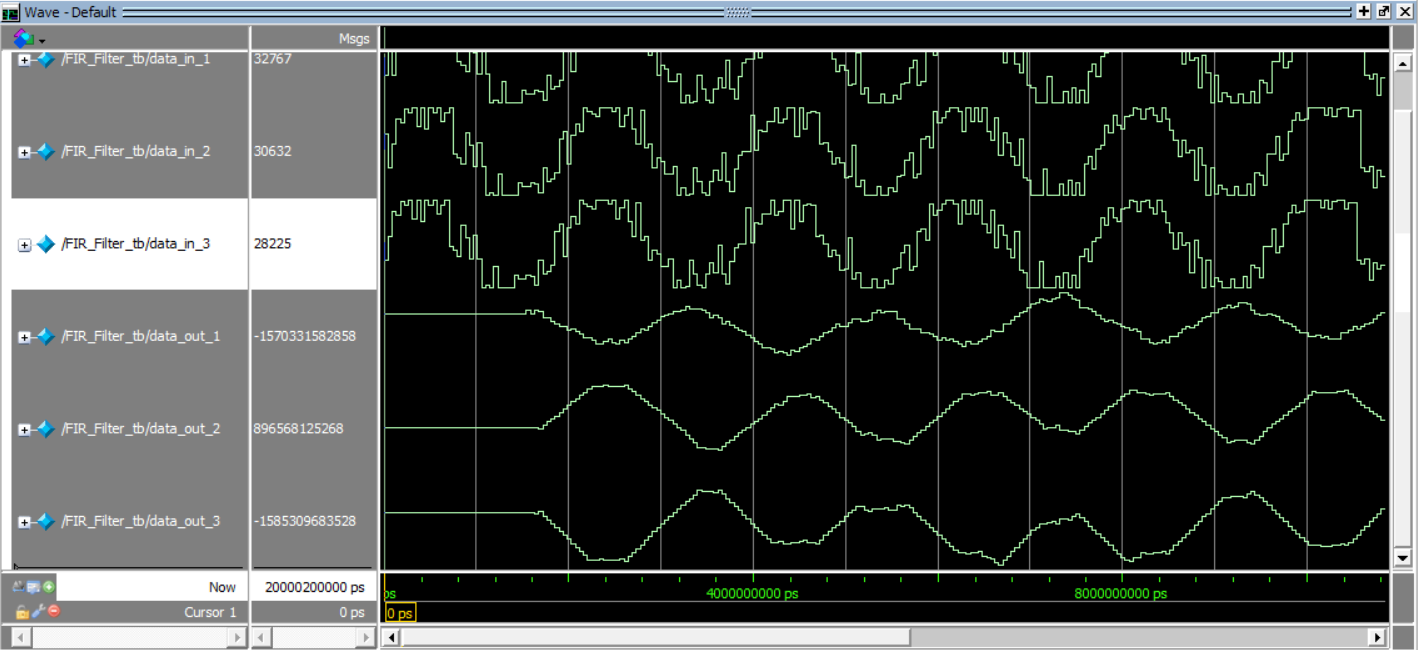 Wave - Default
Msgs
/FIR_Filter_tb/data_in_1 32767
/FIR_Filter_tb/data_in_2 30632
/FIR_Filter_tb/data_in_3 28225
/FIR_Filter_tb/data_out_1 -1570331582858
/FIR_Filter_tb/data_out_2 896568125268
/FIR_Filter_tb/data_out_3 -1585309683528
Now 20000200000 ps ps 4000000000 ps 8000000000 ps
Cursor 1 0 ps 0 ps